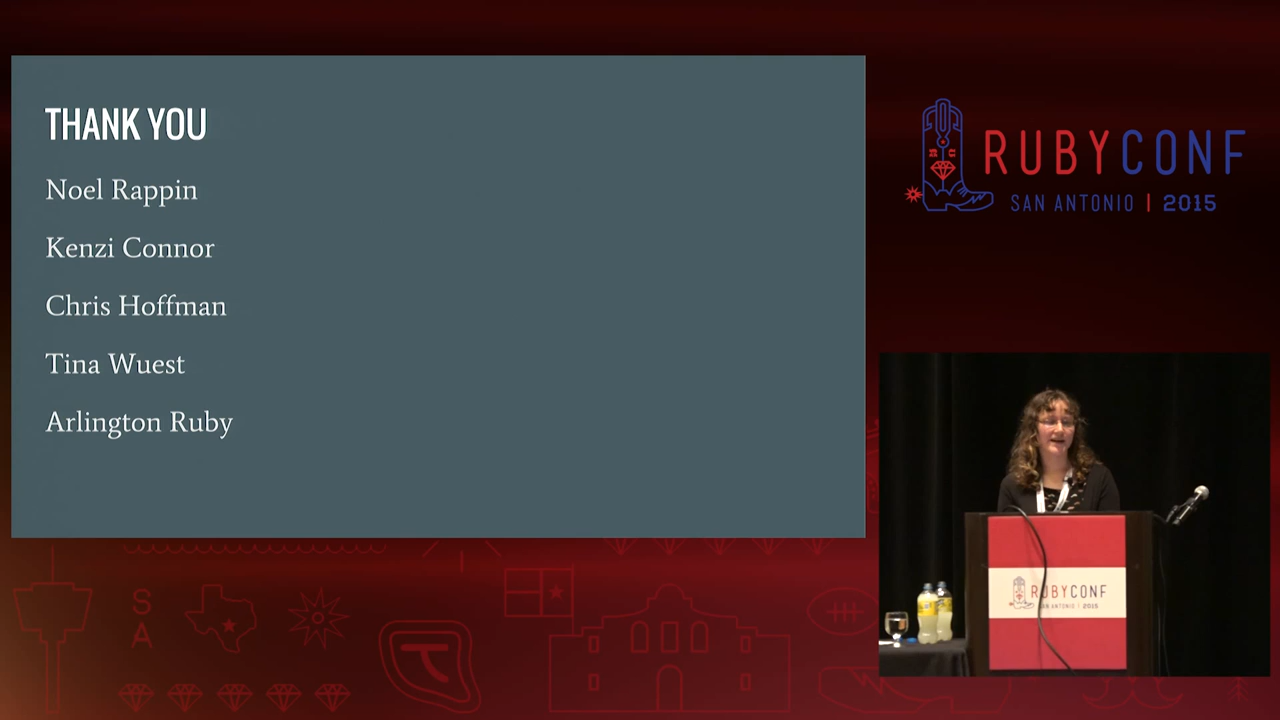 THANK YOU
Noel Rappin
Kenzi Connor
Chris Hoffman
Tina Wuest
Arlington Ruby
RUBYCONF
SAN ANTONIO | 2015
RUBYCONF
SAN ANTONIO | 2015
S
A